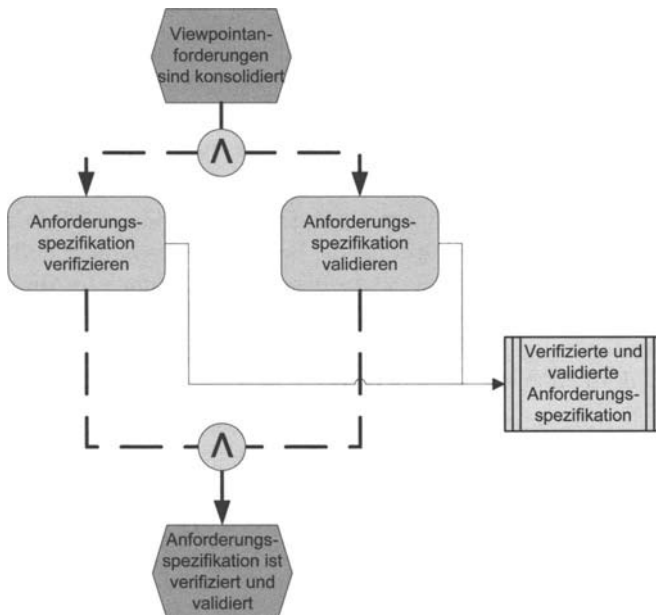 Viewpointan-
forderungen
sind konsolidiert
Λ
Anforderungs-
spezifikation
verifizieren
Anforderungs-
spezifikation
validieren
Verifizierte und
validierte
Anforderungs-
spezifikation
Λ
Anforderungs-
spezifikation ist
verifiziert und
validiert